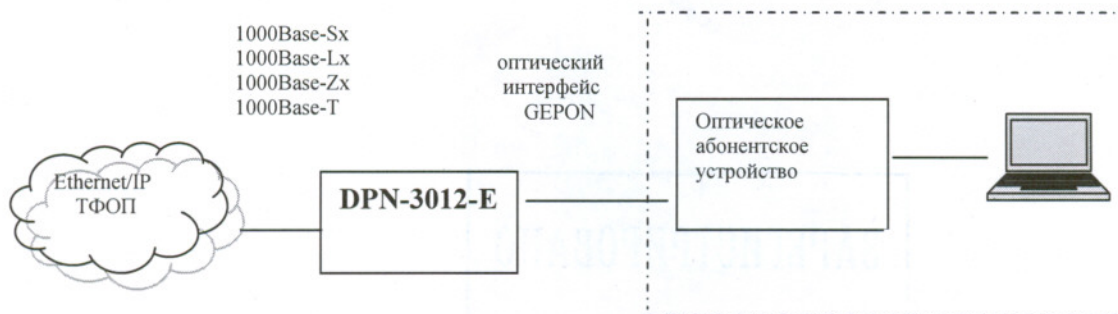 1000Base-Sx
1000Base-Lx
1000Base-Zx
1000Base-T
оптический
интерфейс
GEPON
Оптическое
абонентское
устройство
Ethernet/IP
ТФОП
DPN-3012-E